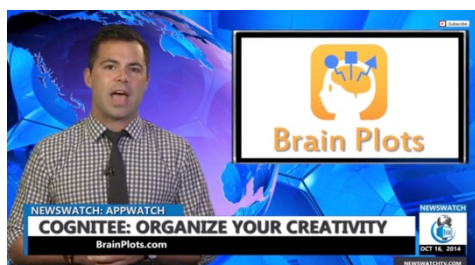 Subscribe
Brain Plots
NEWSWATCH: APPWATCH
COGNITEE: ORGANIZE YOUR CREATIVITY
BrainPlots.com
NEWSWATCH
OCT 16, 2014
NEWSWATCHTV.COM